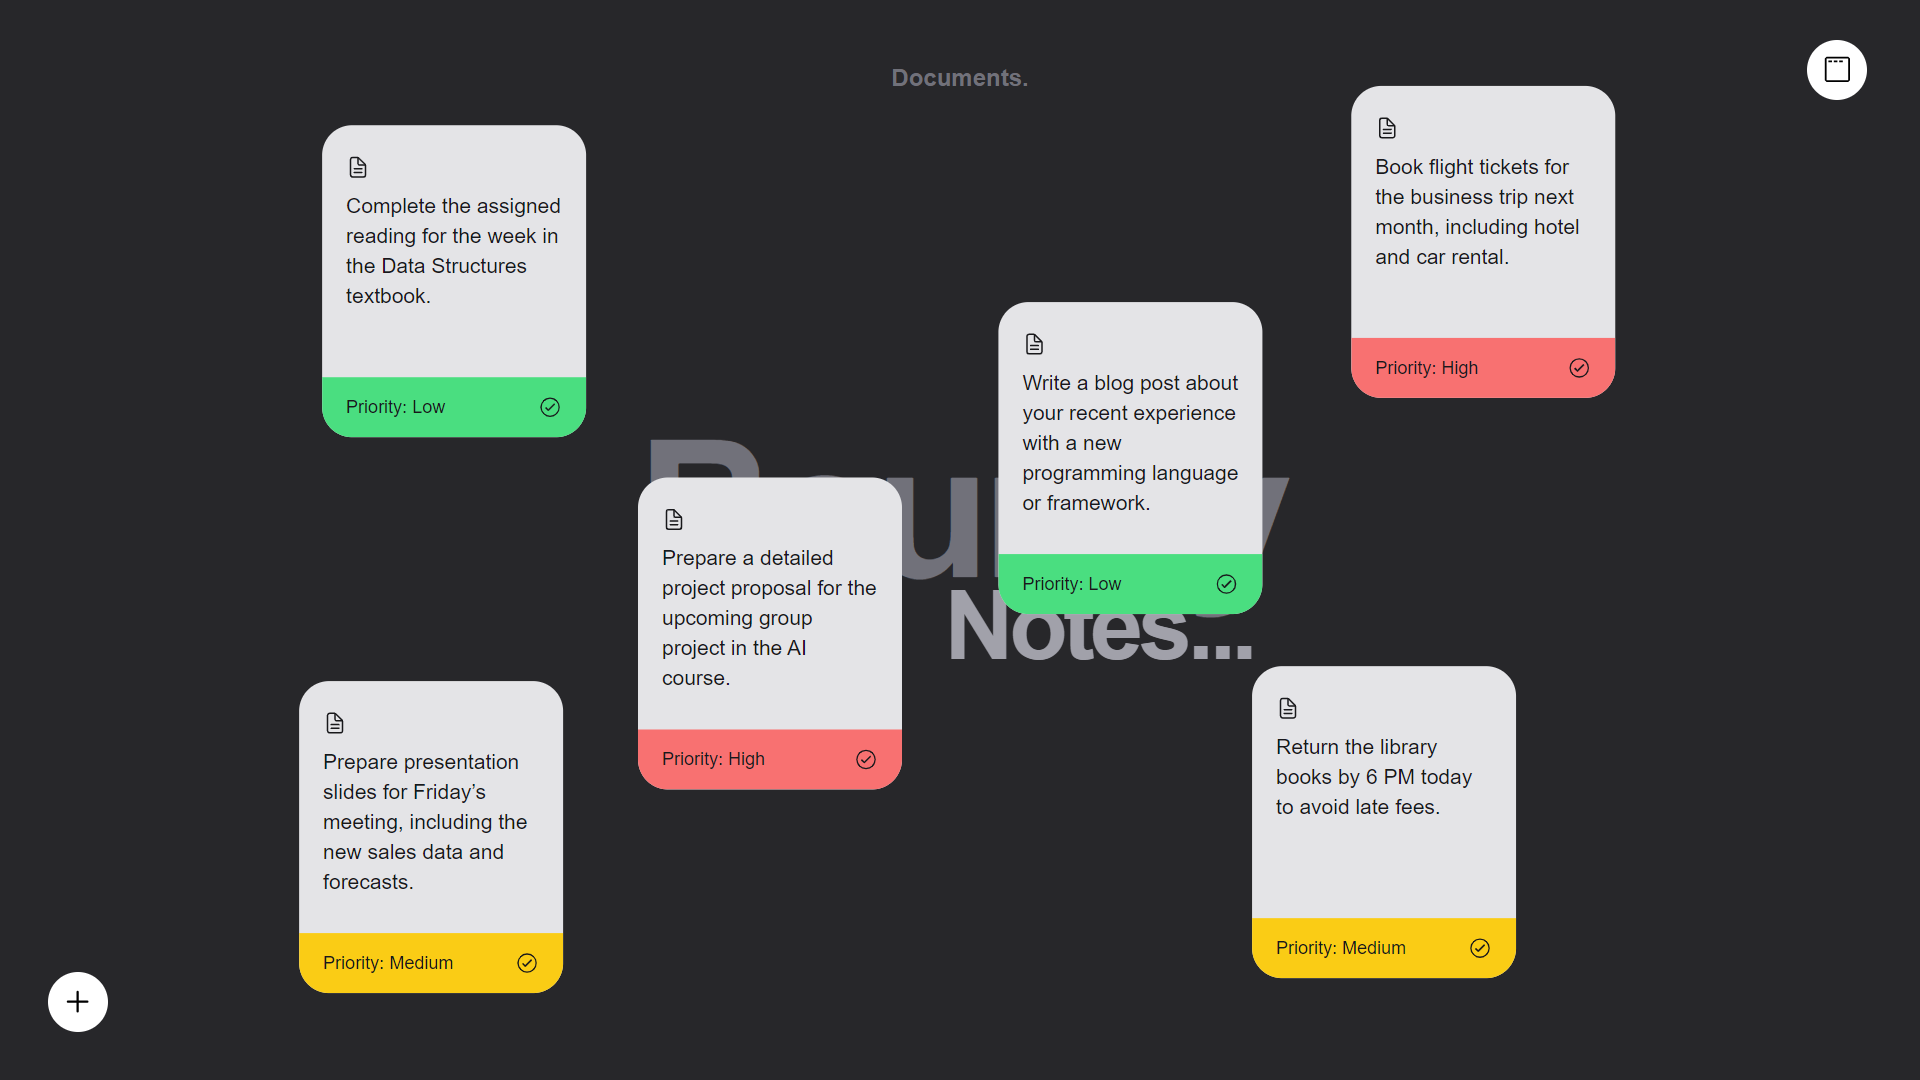 Documents.
Complete the assigned
reading for the week in
the Data Structures
textbook.
Priority: Low
Book flight tickets for
the business trip next
month, including hotel
and car rental.
Priority: High
Write a blog post about
your recent experience
with a new
programming language
or framework.
Priority: Low
Prepare a detailed
project proposal for the
upcoming group
project in the AI
course.
Priority: High
Notes...
Prepare presentation
slides for Friday’s
meeting, including the
new sales data and
forecasts.
Priority: Medium
Return the library
books by 6 PM today
to avoid late fees.
Priority: Medium